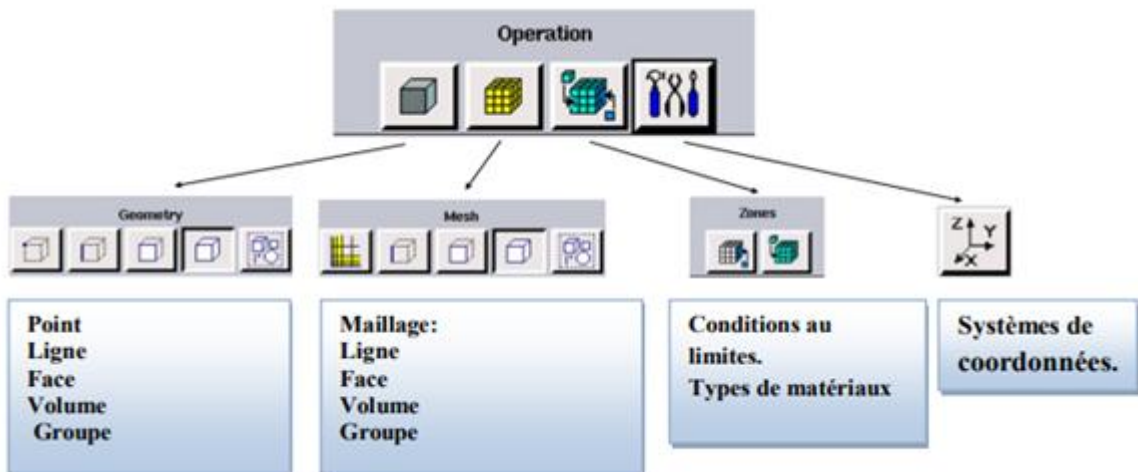 Operation
Geometry
Mesh
Zones
Z
Y
X
Point
Ligne
Face
Volume
Groupe
Maillage:
Ligne
Face
Volume
Groupe
Conditions au
limites.
Types de matériaux
Systèmes de
coordonnées.